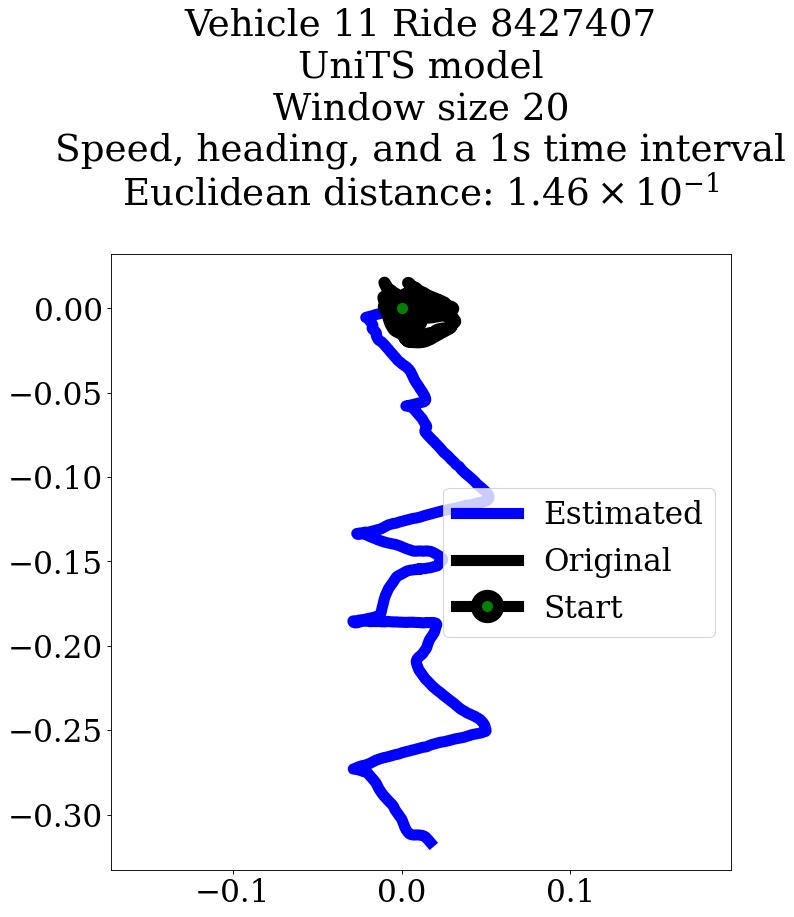 Vehicle 11 Ride 8427407
UniTS model
Window size 20
Speed, heading, and a 1s time interval
Euclidean distance: 1.46 × 10⁻¹
0.00
−0.05
−0.10
−0.15
−0.20
−0.25
−0.30
Estimated
Original
Start
−0.1
0.0
0.1